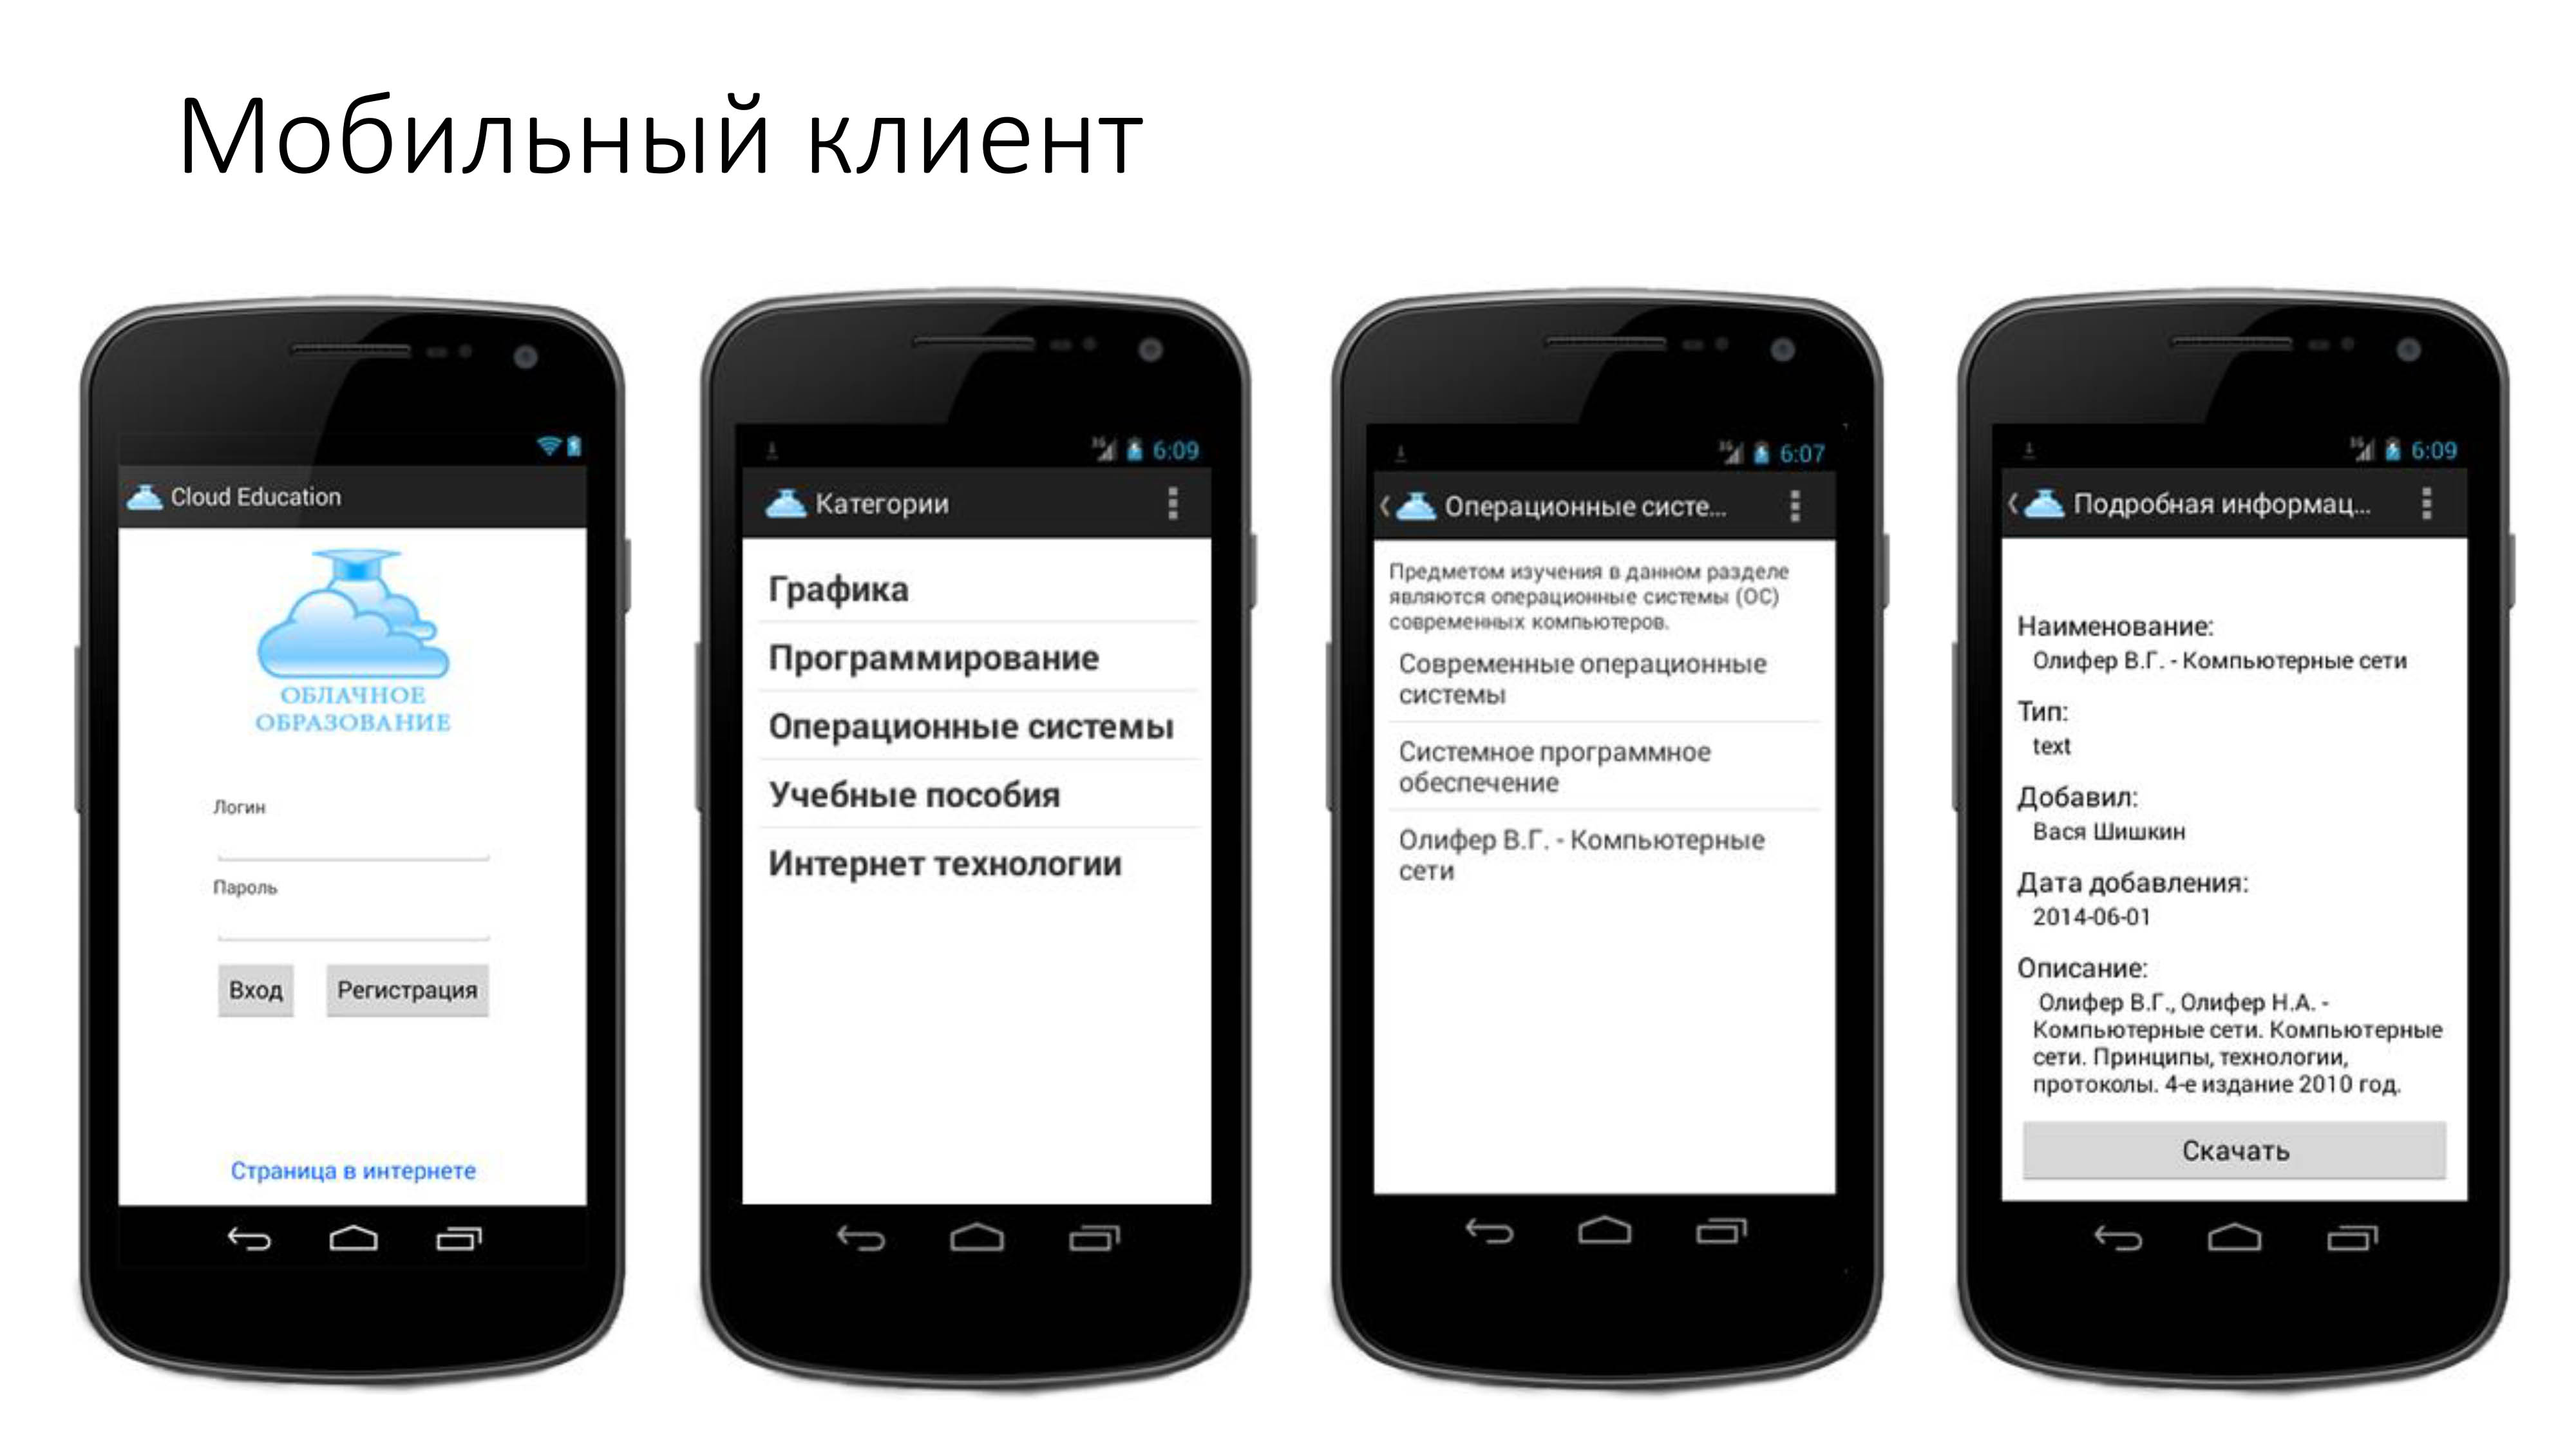 Мобильный клиент
Cloud Education
ОБЛАЧНОЕ
ОБРАЗОВАНИЕ
Логин
Пароль
Вход
Регистрация
Страница в интернете
3G
6:09
Категории
Графика
Программирование
Операционные системы
Учебные пособия
Интернет технологии
3G
6:07
Операционные систе...
Предметом изучения в данном разделе
являются операционные системы (ОС)
современных компьютеров.
Современные операционные
системы
Системное программное
обеспечение
Олифер В.Г. - Компьютерные
сети
3G
6:09
Подробная информац...
Наименование:
Олифер В.Г. - Компьютерные сети
Тип:
text
Добавил:
Вася Шишкин
Дата добавления:
2014-06-01
Описание:
Олифер В.Г., Олифер Н.А. -
Компьютерные сети. Компьютерные
сети. Принципы, технологии,
протоколы. 4-е издание 2010 год.
Скачать